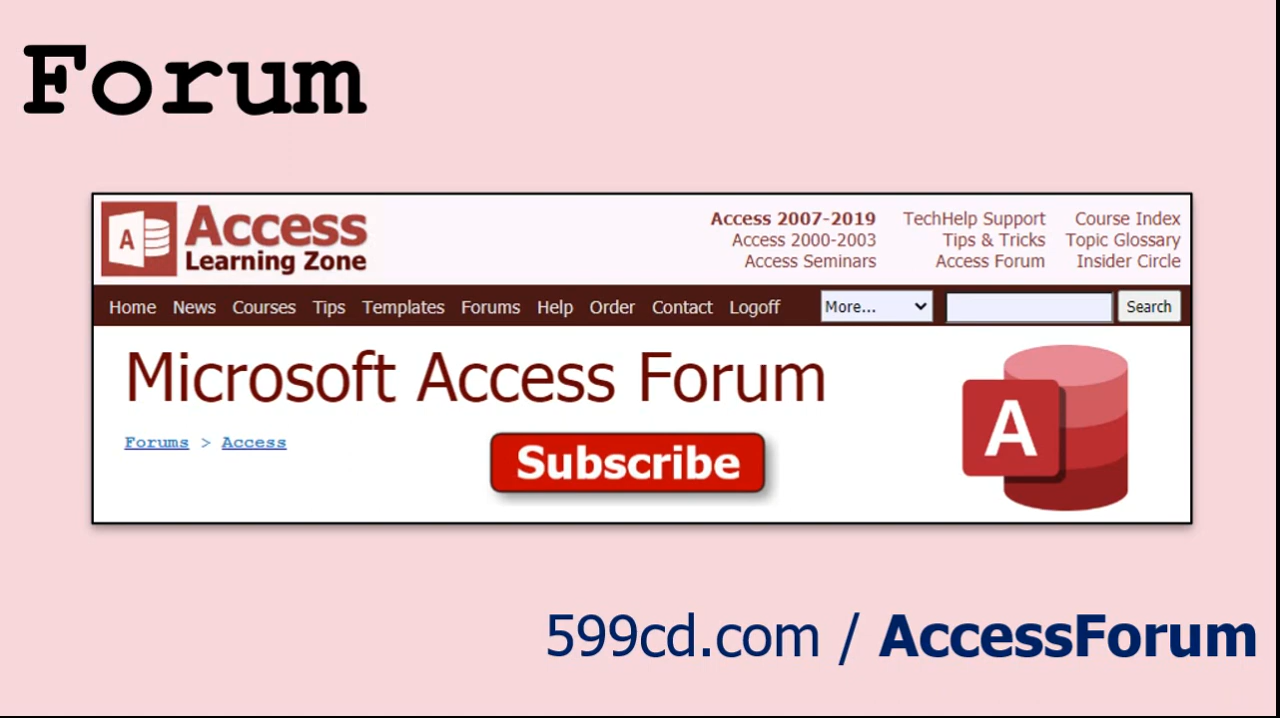 Forum
A
Access
Learning Zone
Access 2007-2019 TechHelp Support Course Index
Access 2000-2003 Tips & Tricks Topic Glossary
Access Seminars Access Forum Insider Circle
Home News Courses Tips Templates Forums Help Order Contact Logoff More... Search
Microsoft Access Forum
Forums > Access
Subscribe
A
599cd.com / AccessForum